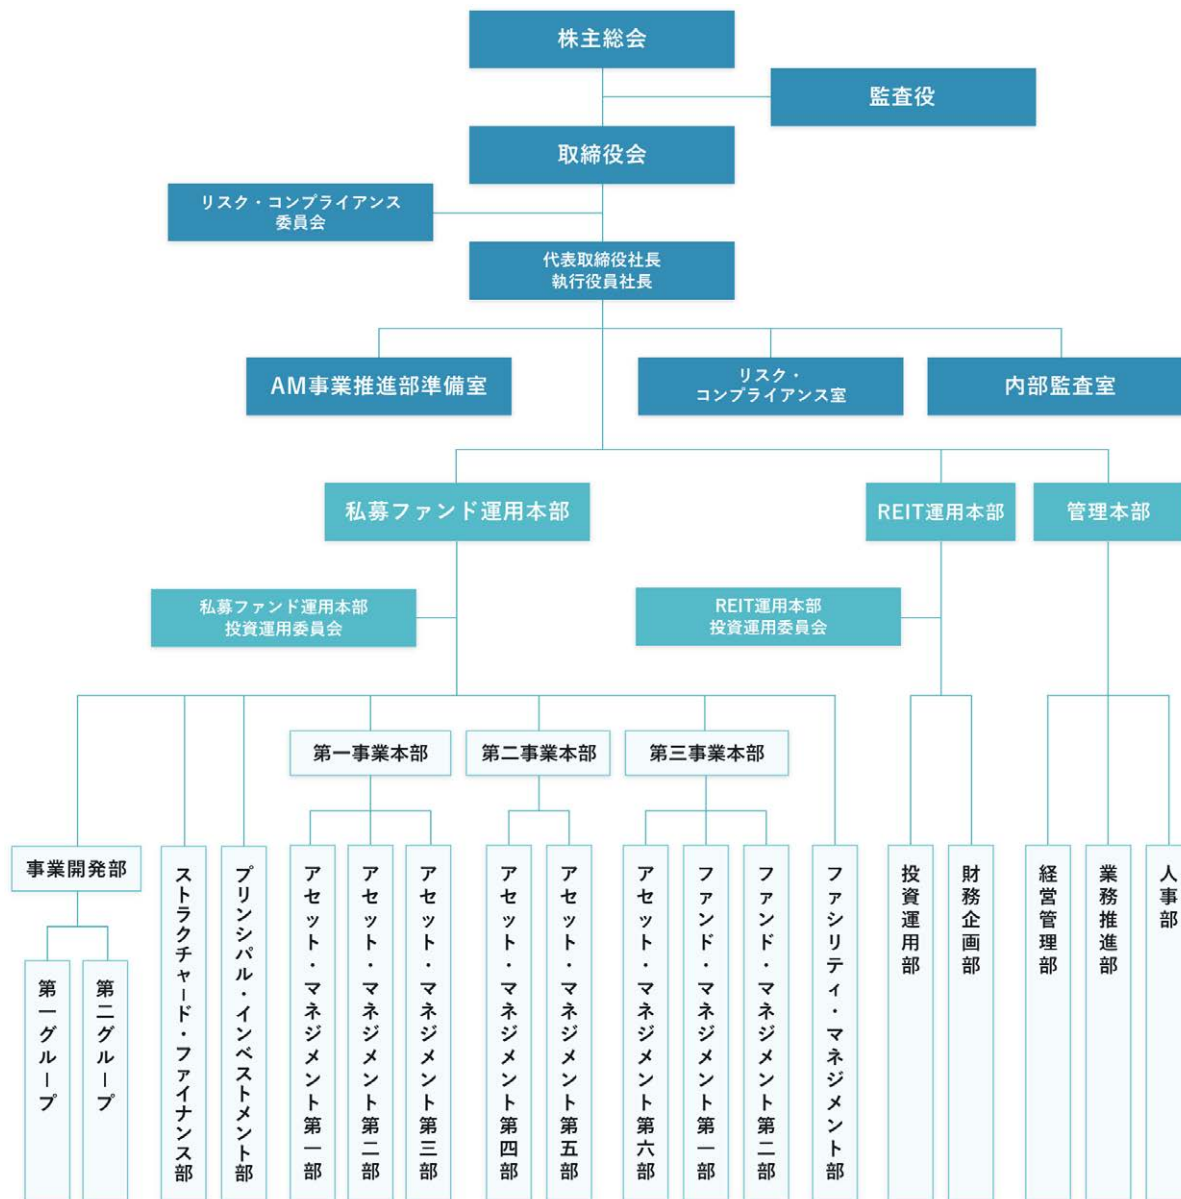 株主総会
監査役
取締役会
リスク・コンプライアンス
委員会
代表取締役社長
執行役員社長
AM事業推進部準備室
リスク・
コンプライアンス室
内部監査室
私募ファンド運用本部
REIT運用本部
管理本部
私募ファンド運用本部
投資運用委員会
REIT運用本部
投資運用委員会
第一事業本部
第二事業本部
第三事業本部
事業開発部
第一グループ
第二グループ
ストラクチャード・ファイナンス部
プリンシパル・インベストメント部
アセット・マネジメント第一部
アセット・マネジメント第二部
アセット・マネジメント第三部
アセット・マネジメント第四部
アセット・マネジメント第五部
アセット・マネジメント第六部
ファンド・マネジメント第一部
ファンド・マネジメント第二部
ファシリティ・マネジメント部
投資運用部
財務企画部
経営管理部
業務推進部
人事部